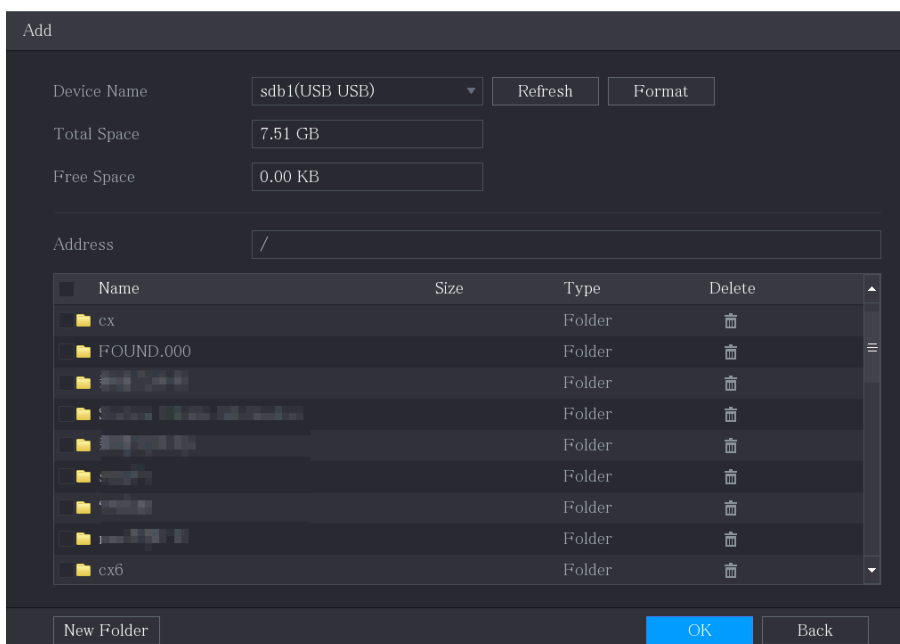 Add
Device Name sdb1(USB USB) Refresh Format
Total Space 7.51 GB
Free Space 0.00 KB
Address /
Name Size Type Delete
cx Folder
FOUND.000 Folder
Folder
Folder
Folder
Folder
Folder
Folder
cx6 Folder
New Folder OK Back